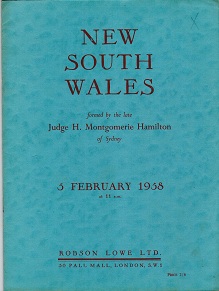 NEW
SOUTH
WALES
formed by the late
Judge H. Montgomerie Hamilton
of Sydney
5 FEBRUARY 1958
at 11 a.m.
ROBSON LOWE LTD.
50 PALL MALL, LONDON, S.W.1